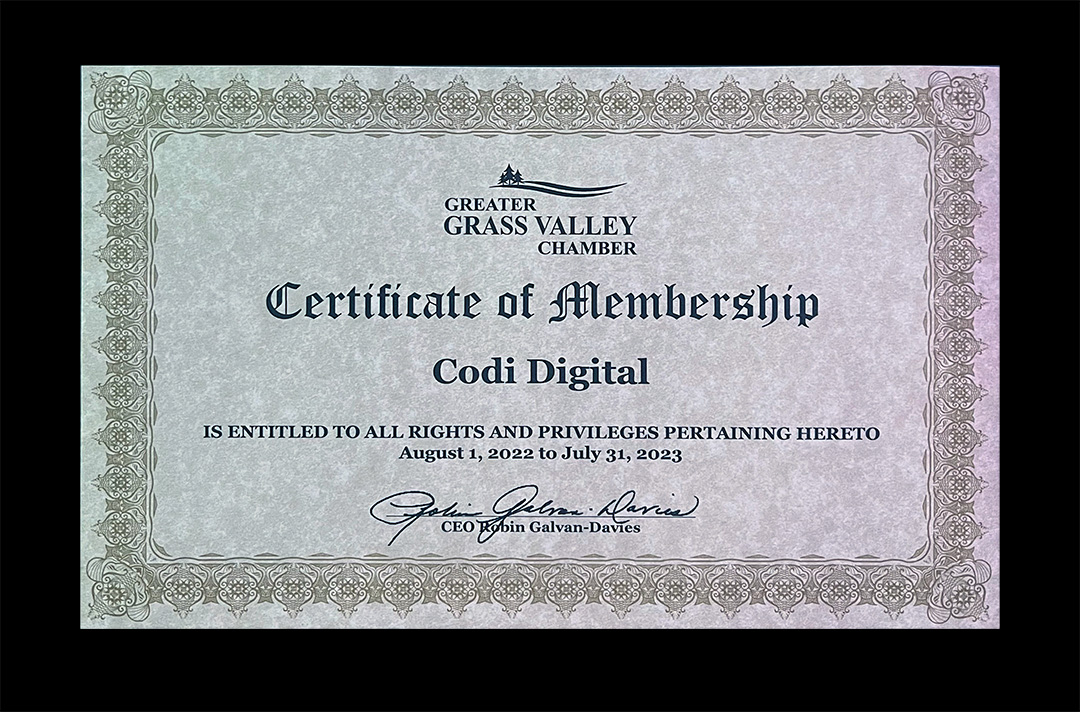 GREATER
GRASS VALLEY
CHAMBER
Certificate of Membership
Codi Digital
IS ENTITLED TO ALL RIGHTS AND PRIVILEGES PERTAINING HERETO
August 1, 2022 to July 31, 2023
Robin Galvan-Davies
CEO Robin Galvan-Davies